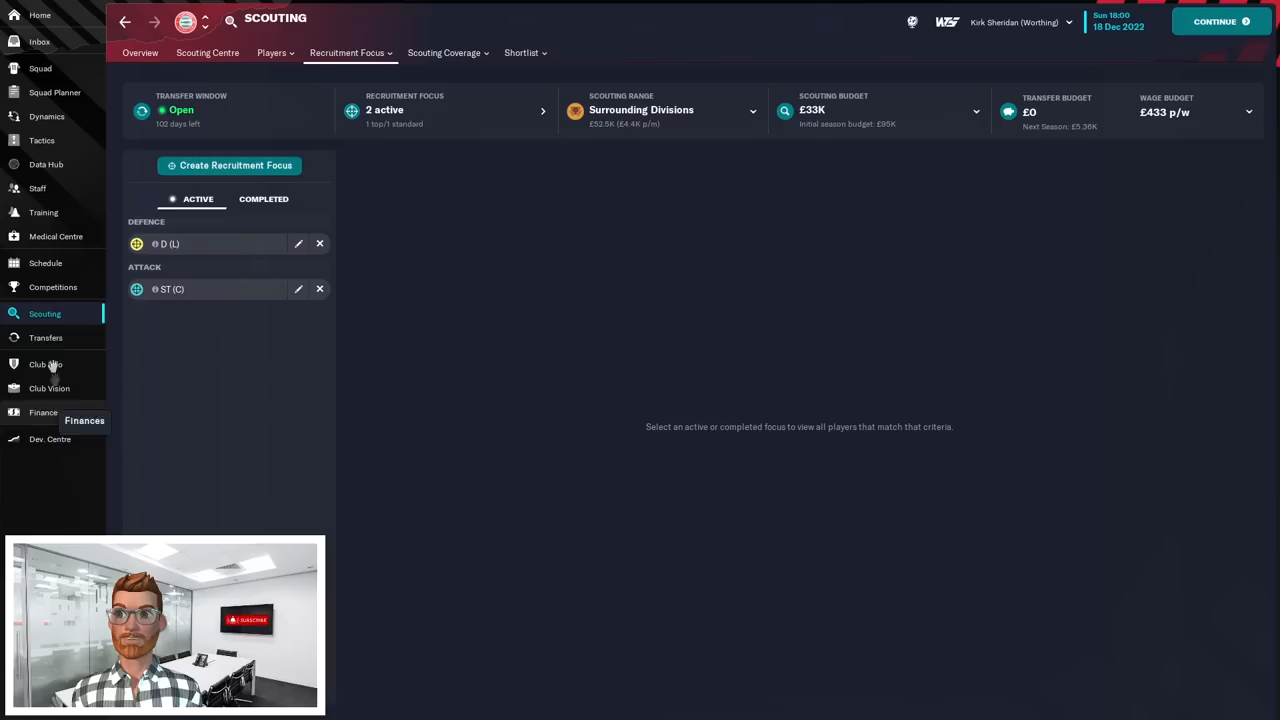 Home
Inbox
Squad
Squad Planner
Dynamics
Tactics
Data Hub
Staff
Training
Medical Centre
Schedule
Competitions
Scouting
Transfers
Club
Club Vision
Finance
Finances
Dev. Centre
SCOUTING
Kirk Sheridan (Worthing)
Sun 18:00
18 Dec 2022
CONTINUE
Overview
Scouting Centre
Players
Recruitment Focus
Scouting Coverage
Shortlist
TRANSFER WINDOW
Open
102 days left
RECRUITMENT FOCUS
2 active
1 top/1 standard
SCOUTING RANGE
Surrounding Divisions
£52.5K (£4.4K p/m)
SCOUTING BUDGET
£33K
Initial season budget: £95K
TRANSFER BUDGET
£0
Next Season: £5.36K
WAGE BUDGET
£433 p/w
Create Recruitment Focus
ACTIVE
COMPLETED
DEFENCE
D (L)
ATTACK
ST (C)
Select an active or completed focus to view all players that match that criteria.